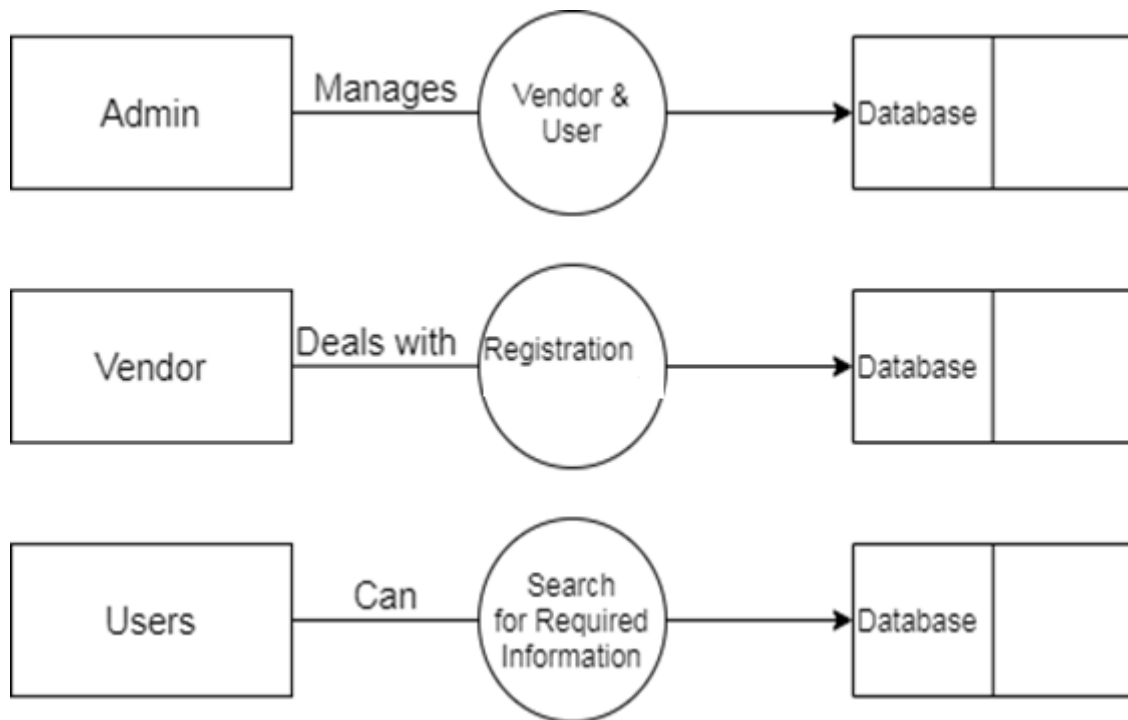 Admin
Manages
Vendor &
User
Database
Vendor
Deals with
Registration
Database
Users
Can
Search
for Required
Information
Database